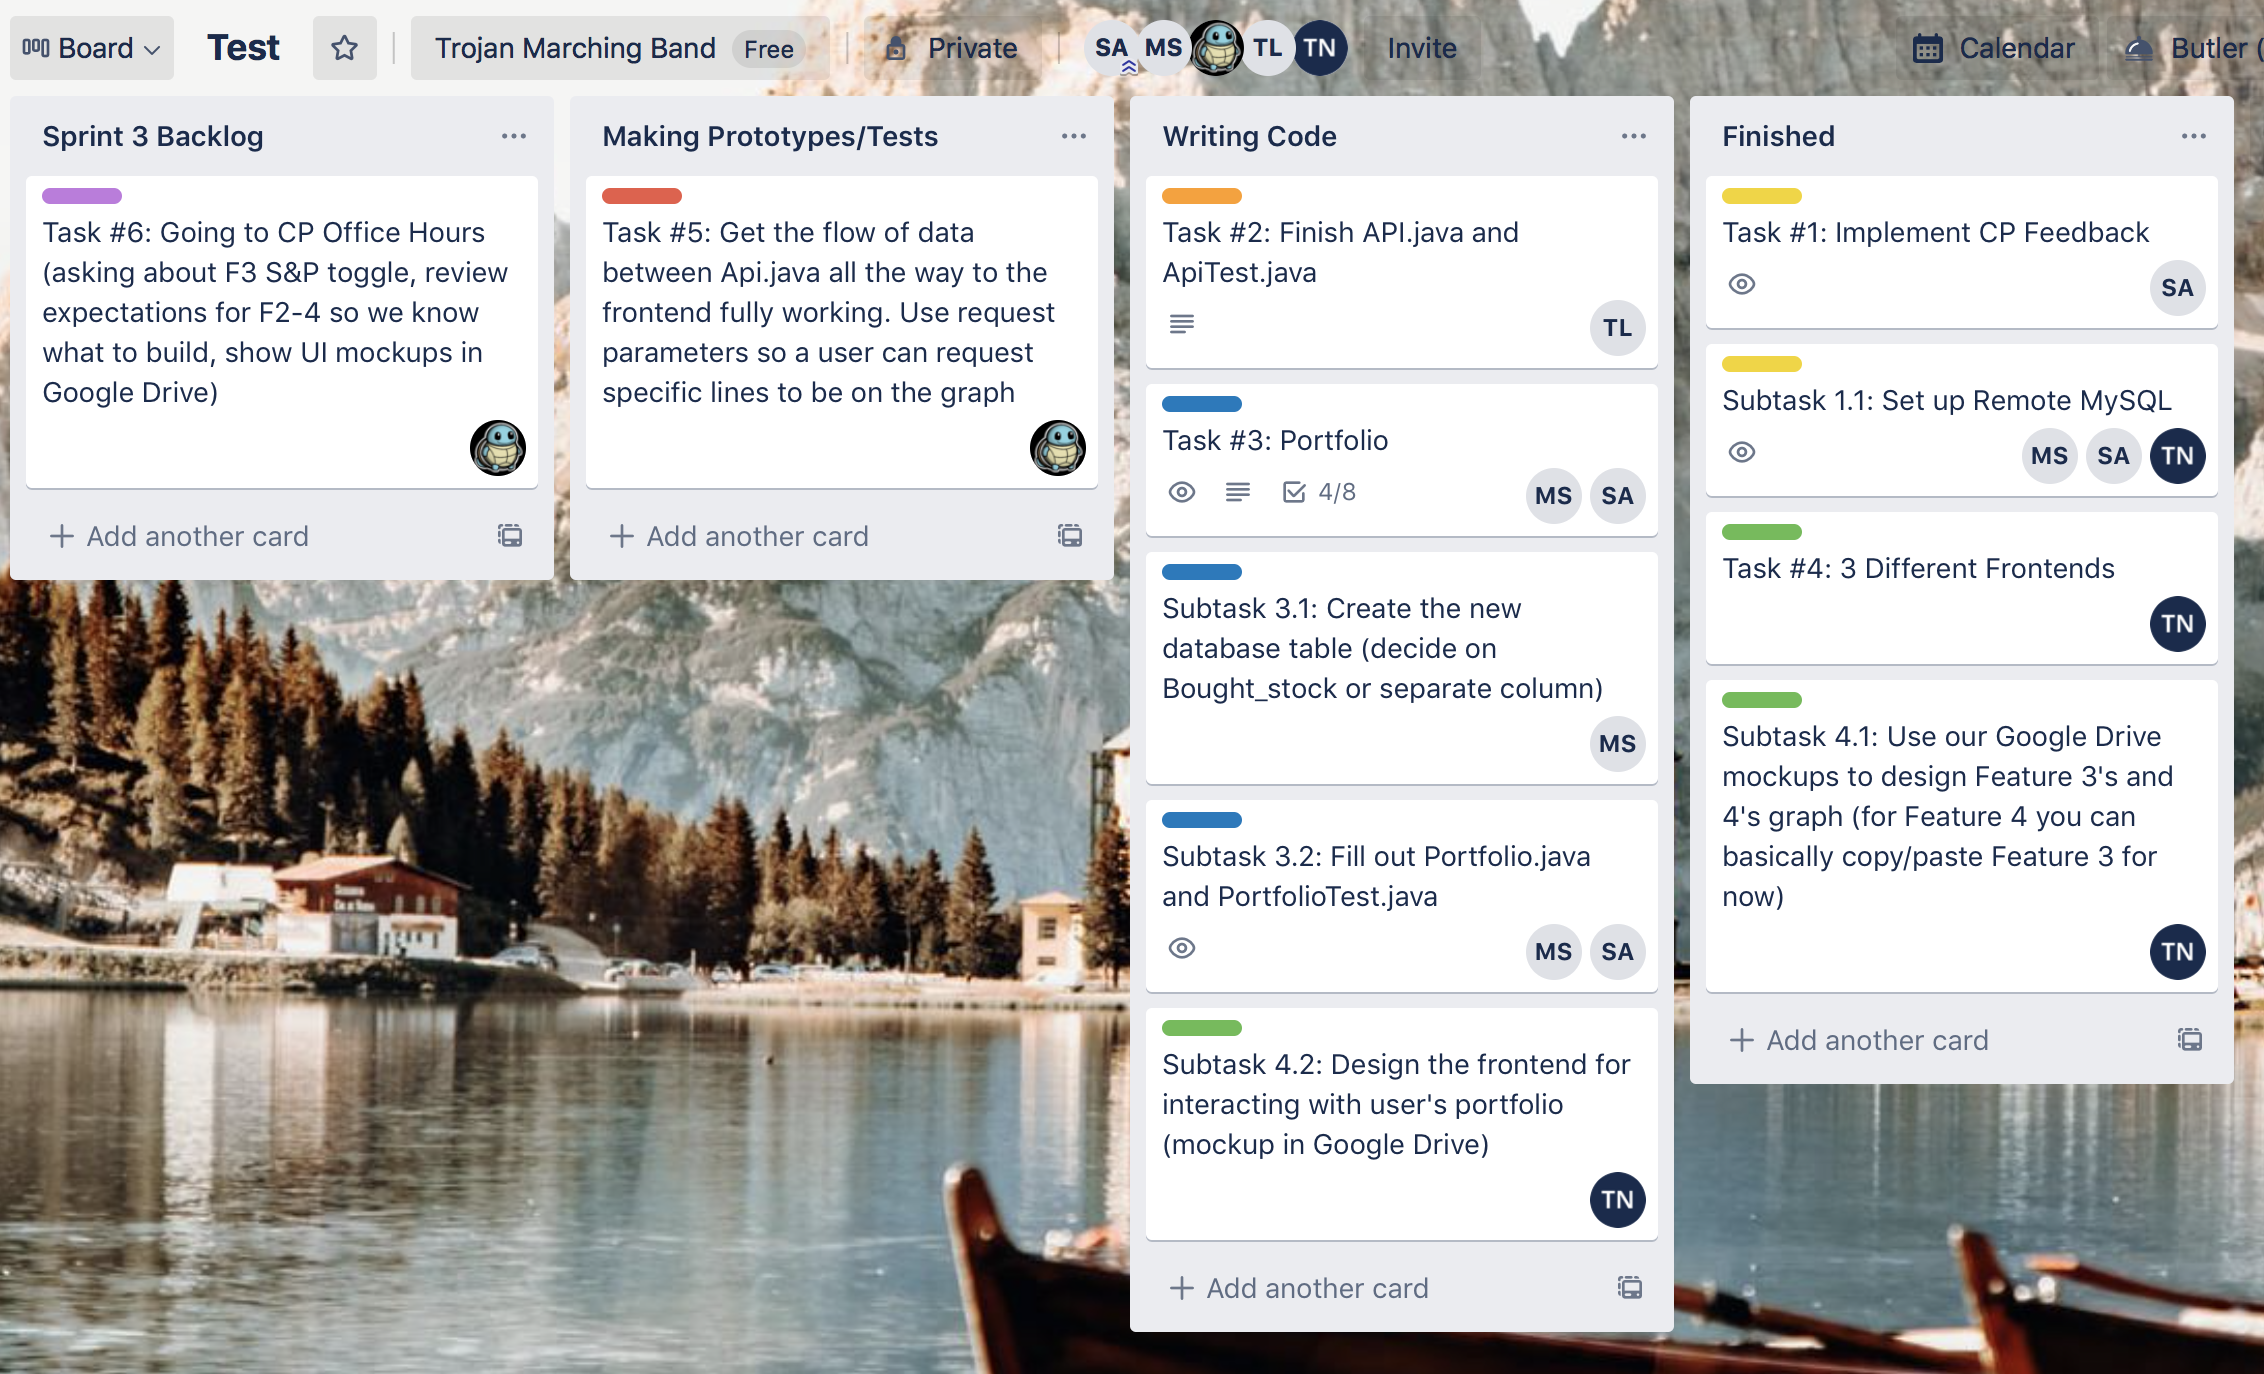 Board
Test
Trojan Marching Band Free
Private
SA MS TL TN
Invite
Calendar
Butler (
Sprint 3 Backlog
Task #6: Going to CP Office Hours
(asking about F3 S&P toggle, review
expectations for F2-4 so we know
what to build, show UI mockups in
Google Drive)
+ Add another card
Making Prototypes/Tests
Task #5: Get the flow of data
between Api.java all the way to the
frontend fully working. Use request
parameters so a user can request
specific lines to be on the graph
+ Add another card
Writing Code
Task #2: Finish API.java and
ApiTest.java
TL
Task #3: Portfolio
4/8
MS SA
Subtask 3.1: Create the new
database table (decide on
Bought_stock or separate column)
MS
Subtask 3.2: Fill out Portfolio.java
and PortfolioTest.java
MS SA
Subtask 4.2: Design the frontend for
interacting with user's portfolio
(mockup in Google Drive)
TN
+ Add another card
Finished
Task #1: Implement CP Feedback
SA
Subtask 1.1: Set up Remote MySQL
MS SA TN
Task #4: 3 Different Frontends
TN
Subtask 4.1: Use our Google Drive
mockups to design Feature 3's and
4's graph (for Feature 4 you can
basically copy/paste Feature 3 for
now)
TN
+ Add another card